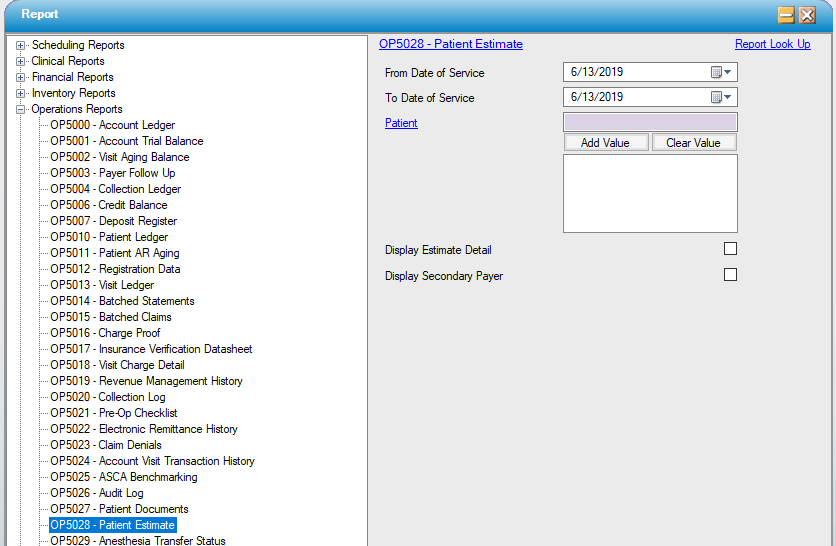 Report
Scheduling Reports
Clinical Reports
Financial Reports
Inventory Reports
Operations Reports
OP5000 - Account Ledger
OP5001 - Account Trial Balance
OP5002 - Visit Aging Balance
OP5003 - Payer Follow Up
OP5004 - Collection Ledger
OP5006 - Credit Balance
OP5007 - Deposit Register
OP5010 - Patient Ledger
OP5011 - Patient AR Aging
OP5012 - Registration Data
OP5013 - Visit Ledger
OP5014 - Batched Statements
OP5015 - Batched Claims
OP5016 - Charge Proof
OP5017 - Insurance Verification Datasheet
OP5018 - Visit Charge Detail
OP5019 - Revenue Management History
OP5020 - Collection Log
OP5021 - Pre-Op Checklist
OP5022 - Electronic Remittance History
OP5023 - Claim Denials
OP5024 - Account Visit Transaction History
OP5025 - ASCA Benchmarking
OP5026 - Audit Log
OP5027 - Patient Documents
OP5028 - Patient Estimate
OP5029 - Anesthesia Transfer Status
OP5028 - Patient Estimate Report Look Up
From Date of Service 6/13/2019
To Date of Service 6/13/2019
Patient
Add Value Clear Value
Display Estimate Detail
Display Secondary Payer